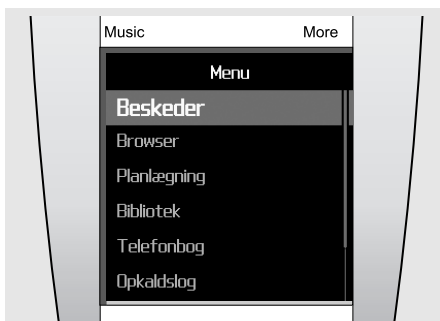 Music More
Menu
Beskeder
Browser
Planlægning
Bibliotek
Telefonbog
Opkaldslog